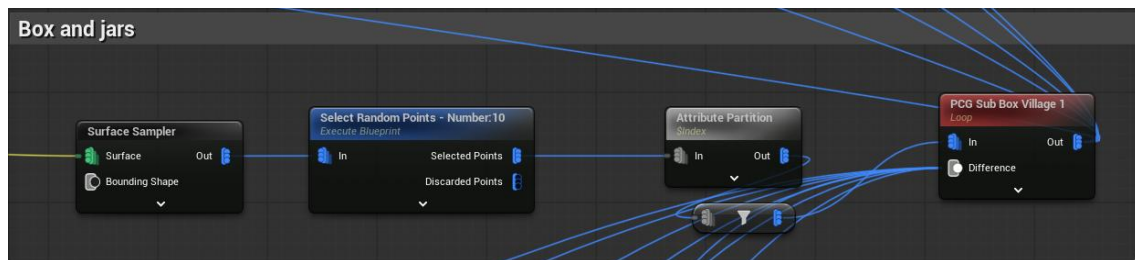 Box and jars
Surface Sampler
Surface
Out
Bounding Shape
Select Random Points - Number:10
Execute Blueprint
In
Selected Points
Discarded Points
Attribute Partition
$Index
In
Out
PCG Sub Box Village 1
Loop
In
Out
Difference